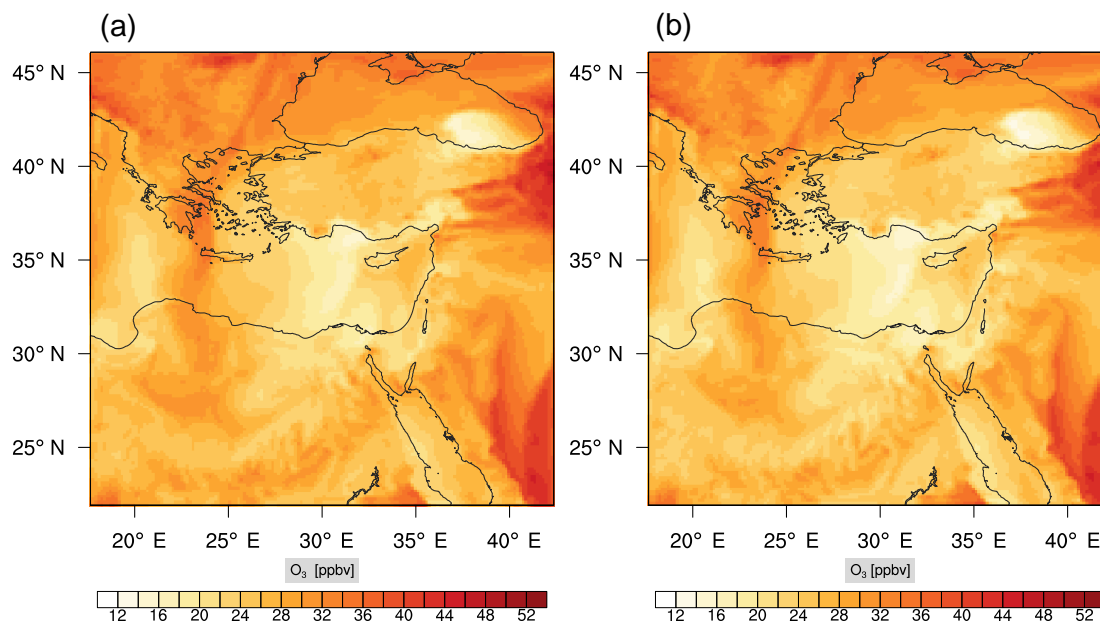 (a) (b)
45° N 45° N
40° N 40° N
35° N 35° N
30° N 30° N
25° N 25° N
20° E 25° E 30° E 35° E 40° E 20° E 25° E 30° E 35° E 40° E
O₃ [ppbv] O₃ [ppbv]
12 16 20 24 28 32 36 40 44 48 52 12 16 20 24 28 32 36 40 44 48 52